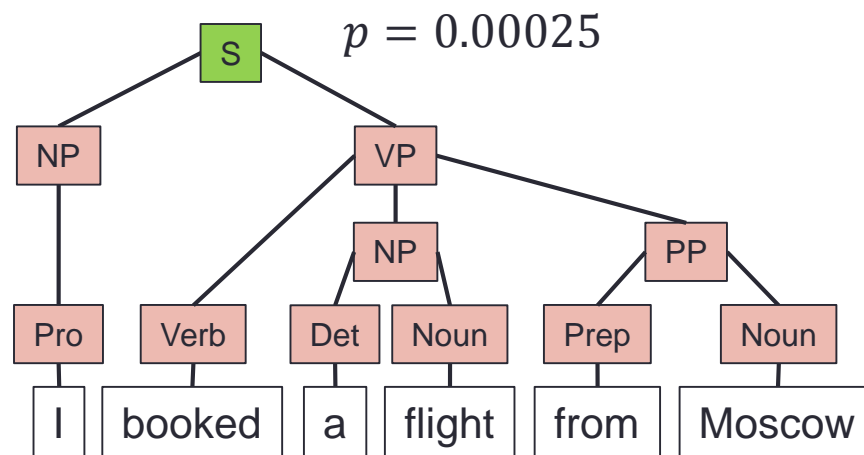 S
p = 0.00025
NP VP
NP PP
Pro Verb Det Noun Prep Noun
I booked a flight from Moscow